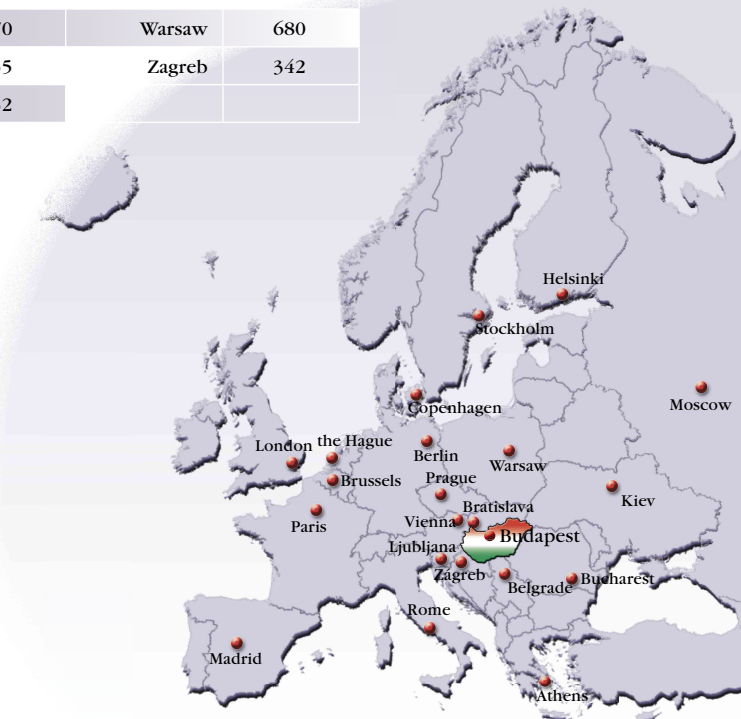 Warsaw 680
Zagreb 342
Helsinki
Stockholm
Moscow
Copenhagen
London the Hague
Berlin
Warsaw
Brussels
Prague
Kiev
Paris
Bratislava
Vienna
Budapest
Ljubljana
Zagreb
Belgrade
Bucharest
Rome
Madrid
Athens